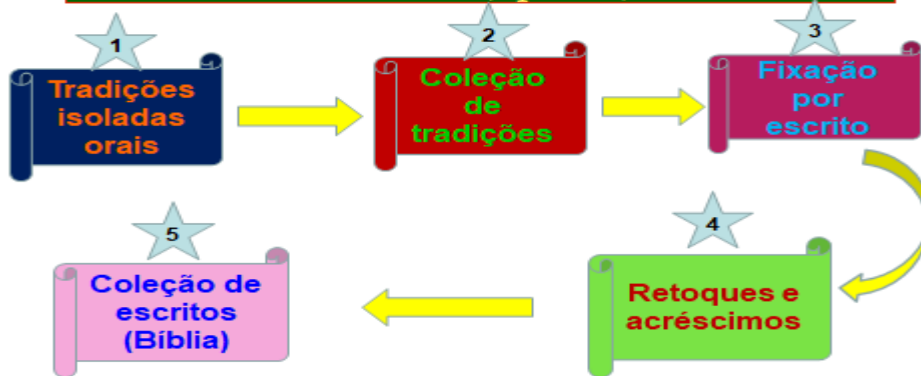 1
Tradições
isoladas
orais
2
Coleção
de
tradições
3
Fixação
por
escrito
4
Retoques e
acréscimos
5
Coleção de
escritos
(Bíblia)